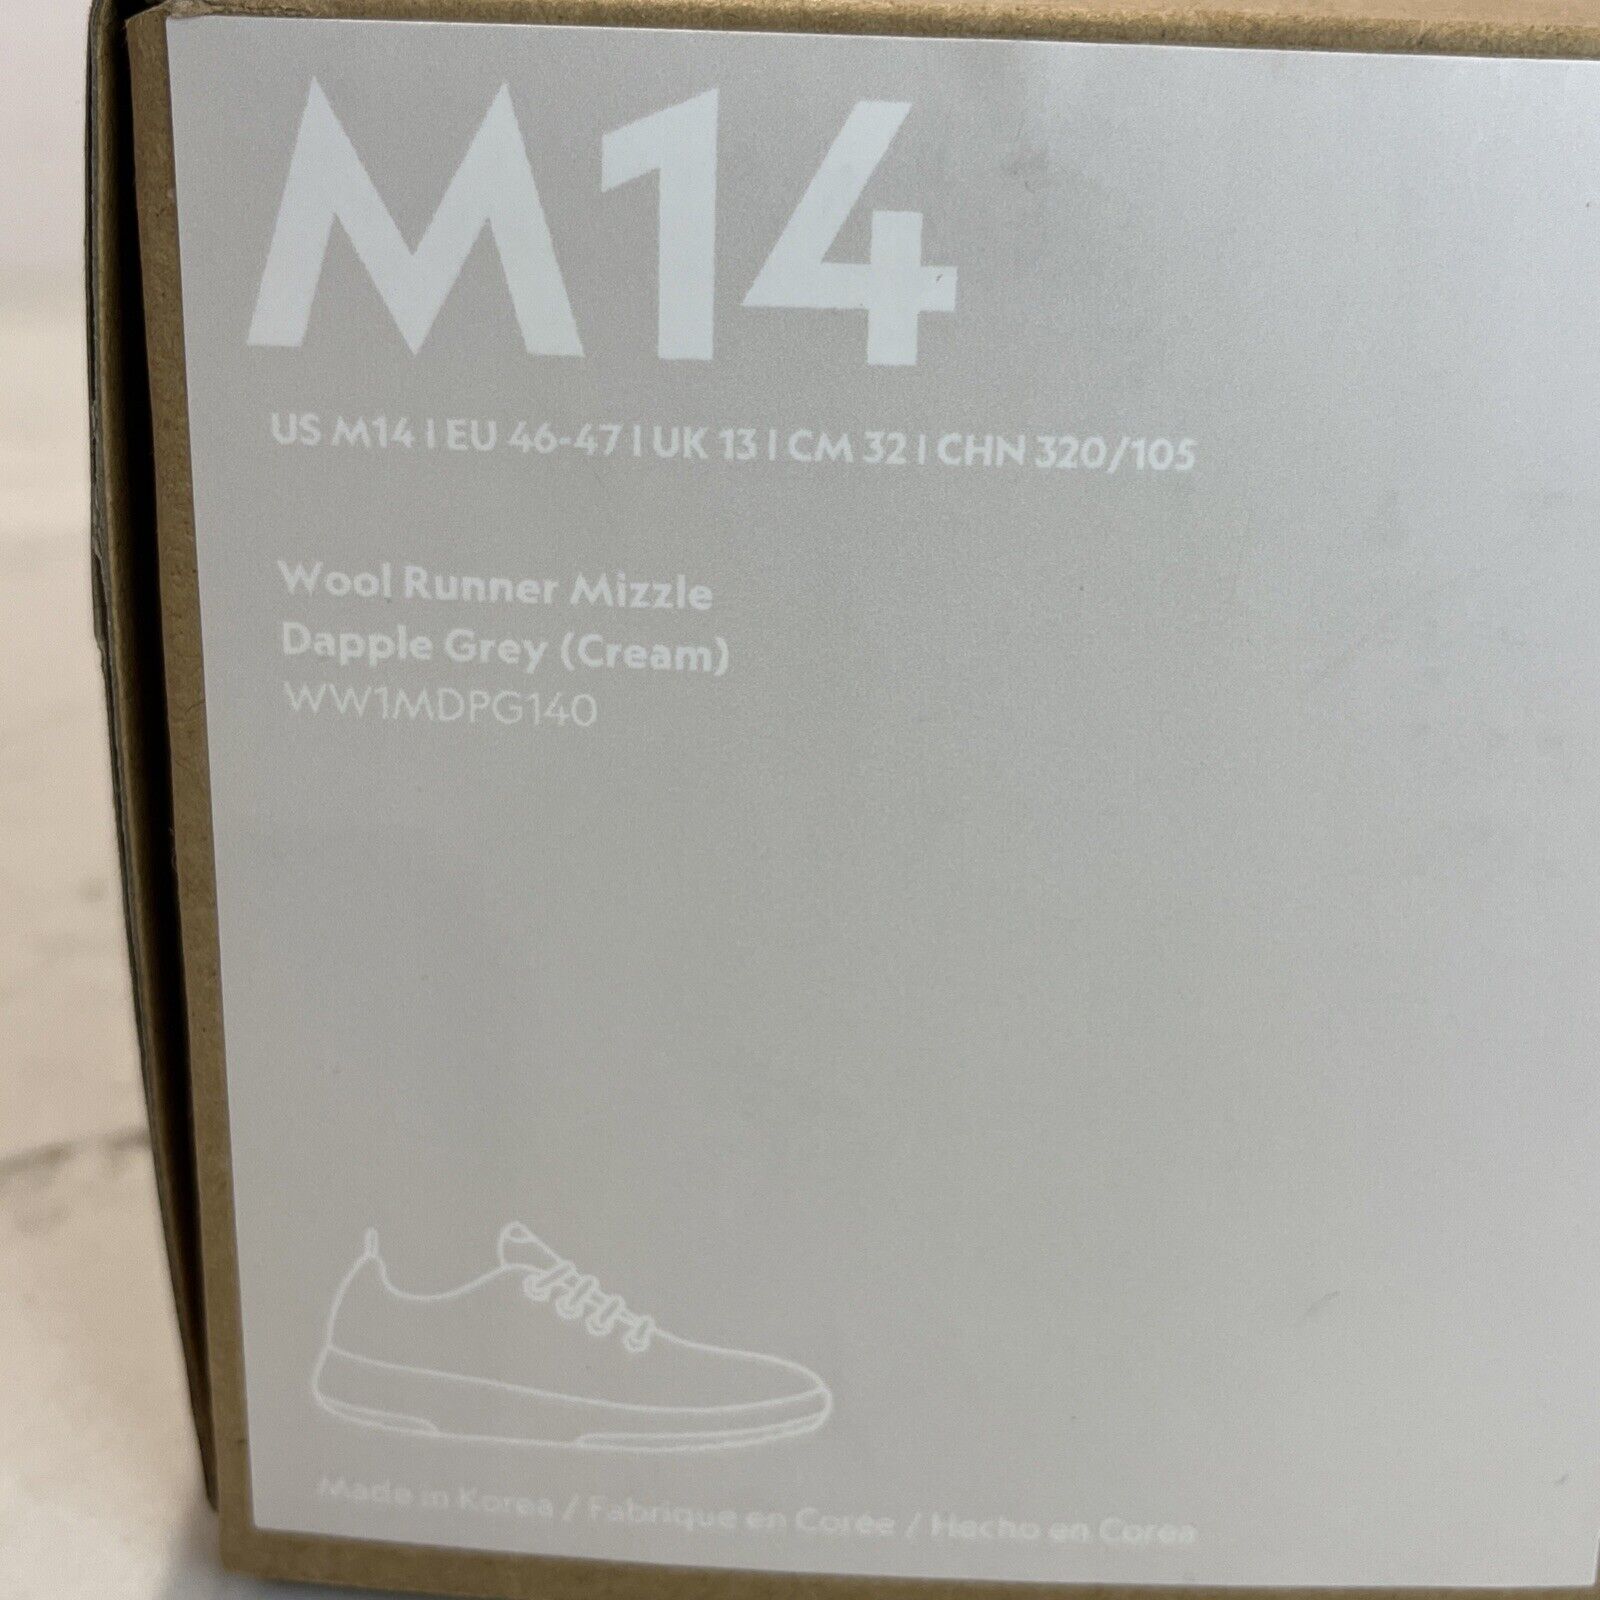 M14
US M14 | EU 46-47 | UK 13 | CM 32 | CHN 320/105
Wool Runner Mizzle
Dapple Grey (Cream)
WW1MDPG140
Made in Korea / Fabrique en Corée / Hecho en Corea